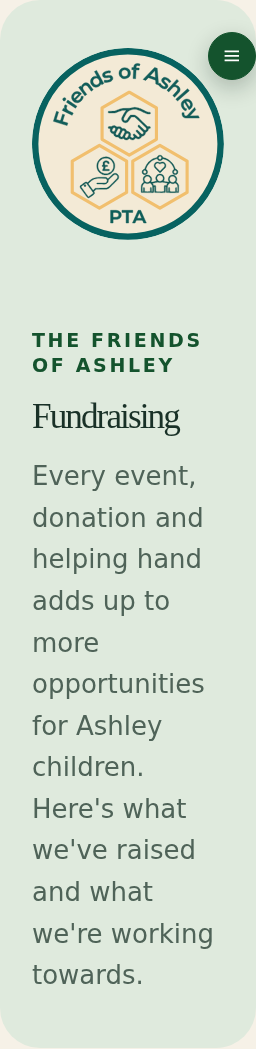 Friends of Ashley
£
PTA
THE FRIENDS
OF ASHLEY
Fundraising
Every event,
donation and
helping hand
adds up to
more
opportunities
for Ashley
children.
Here's what
we've raised
and what
we're working
towards.